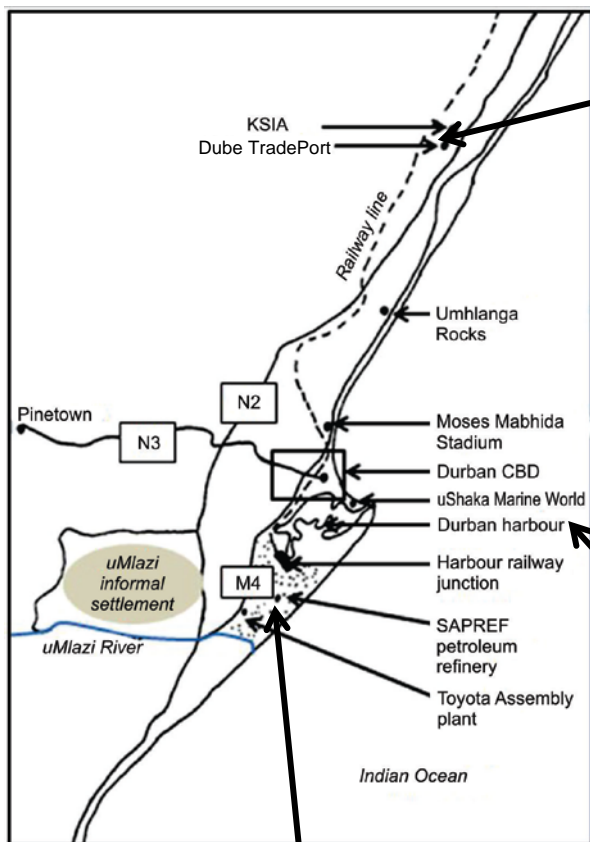 KSIA
Dube TradePort
Railway line
Umhlanga
Rocks
N2
Pinetown
N3
Moses Mabhida
Stadium
Durban CBD
uShaka Marine World
Durban harbour
uMlazi
informal
settlement
M4
Harbour railway
junction
uMlazi River
SAPREF
petroleum
refinery
Toyota Assembly
plant
Indian Ocean